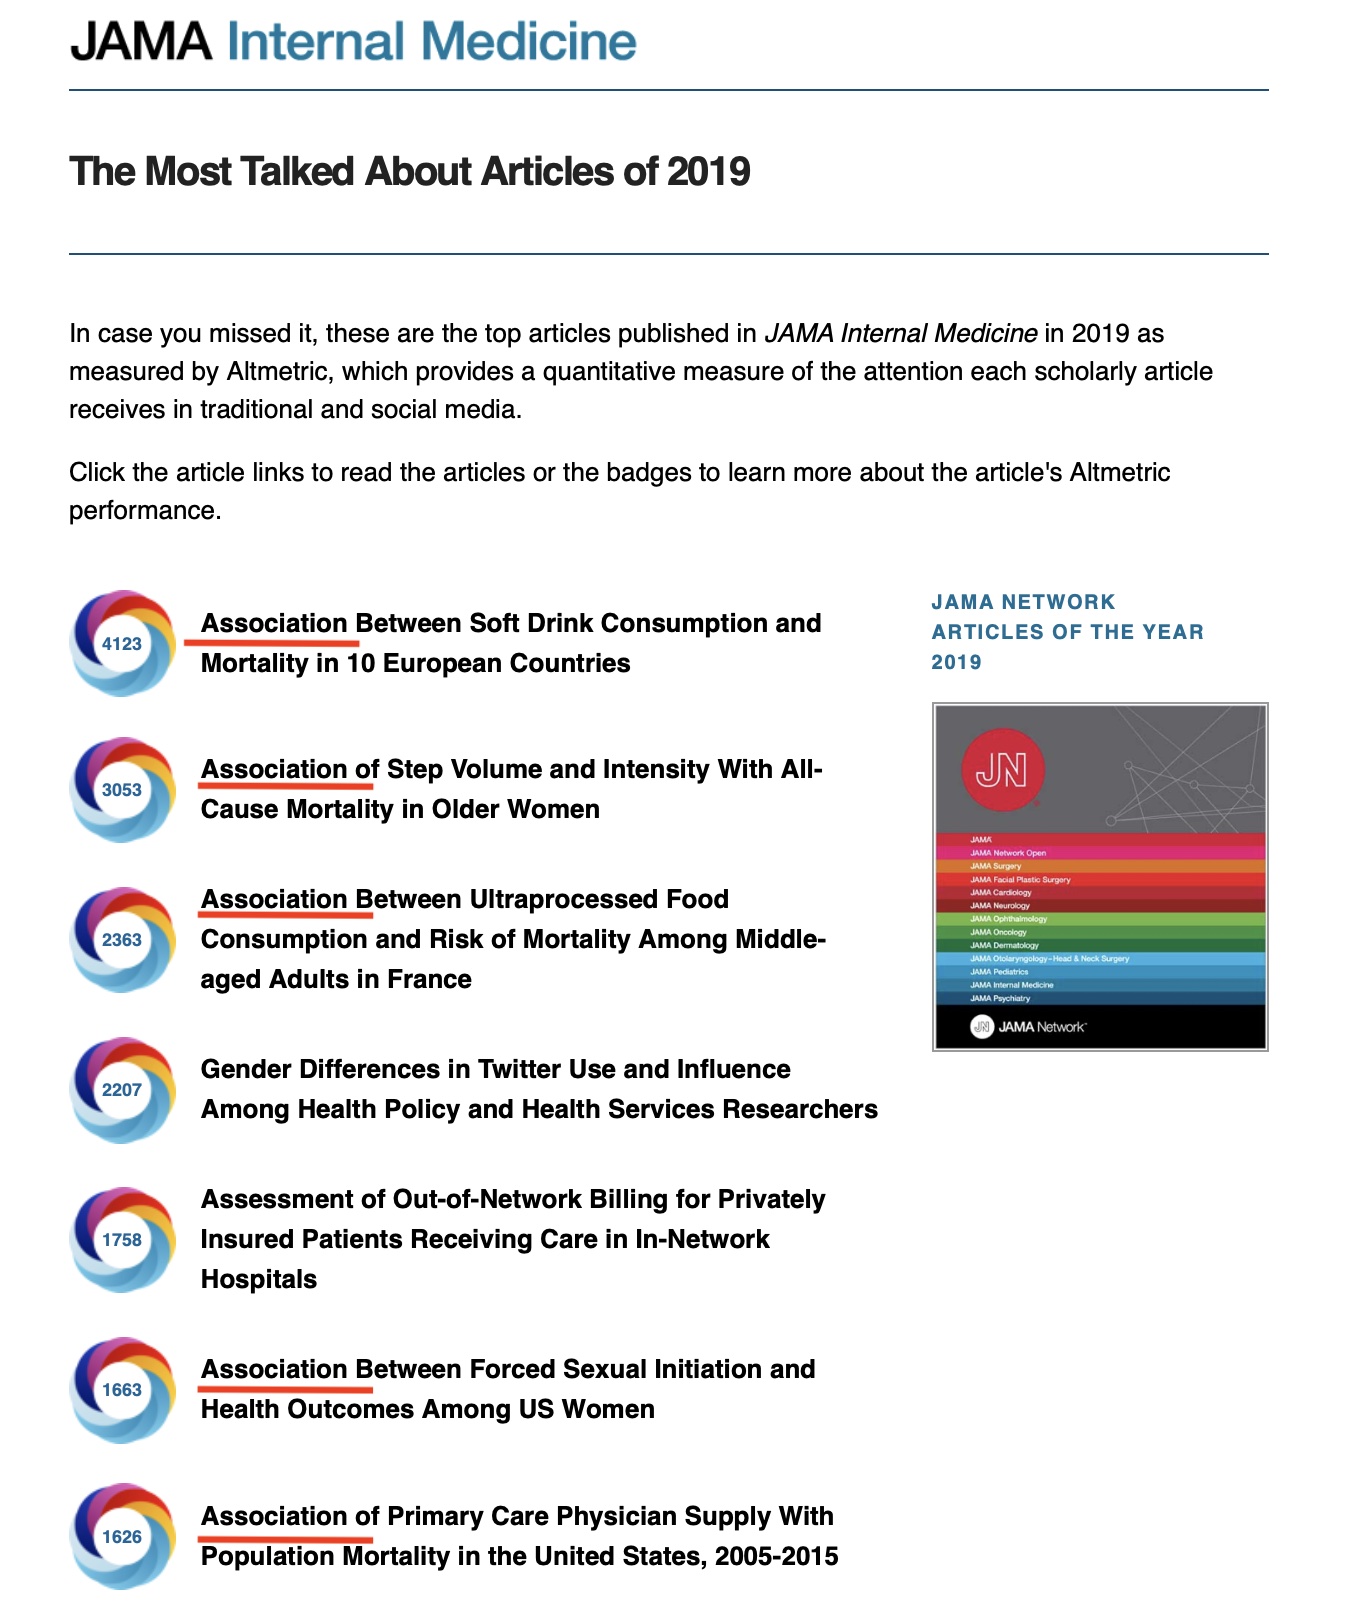 JAMA Internal Medicine
The Most Talked About Articles of 2019
In case you missed it, these are the top articles published in JAMA Internal Medicine in 2019 as
measured by Altmetric, which provides a quantitative measure of the attention each scholarly article
receives in traditional and social media.
Click the article links to read the articles or the badges to learn more about the article's Altmetric
performance.
4123
Association Between Soft Drink Consumption and
Mortality in 10 European Countries
3053
Association of Step Volume and Intensity With All-
Cause Mortality in Older Women
2363
Association Between Ultraprocessed Food
Consumption and Risk of Mortality Among Middle-
aged Adults in France
2207
Gender Differences in Twitter Use and Influence
Among Health Policy and Health Services Researchers
1758
Assessment of Out-of-Network Billing for Privately
Insured Patients Receiving Care in In-Network
Hospitals
1663
Association Between Forced Sexual Initiation and
Health Outcomes Among US Women
1626
Association of Primary Care Physician Supply With
Population Mortality in the United States, 2005-2015
JAMA NETWORK
ARTICLES OF THE YEAR
2019
JN
JAMA
JAMA Network Open
JAMA Surgery
JAMA Facial Plastic Surgery
JAMA Cardiology
JAMA Neurology
JAMA Ophthalmology
JAMA Oncology
JAMA Dermatology
JAMA Otolaryngology–Head & Neck Surgery
JAMA Pediatrics
JAMA Internal Medicine
JAMA Psychiatry
JN JAMA Network™